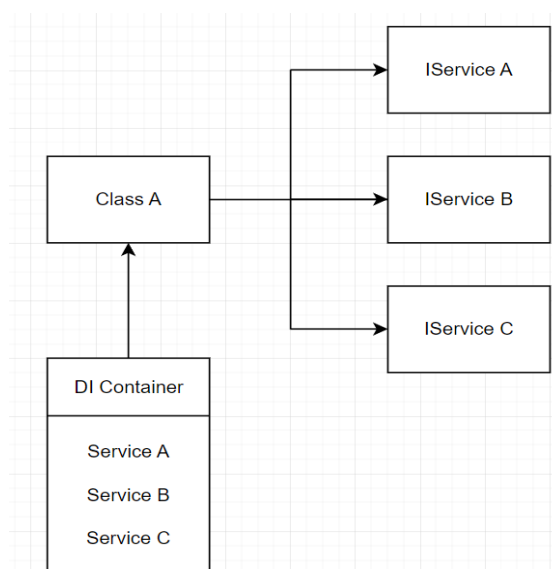 IService A
Class A
IService B
IService C
DI Container
Service A
Service B
Service C